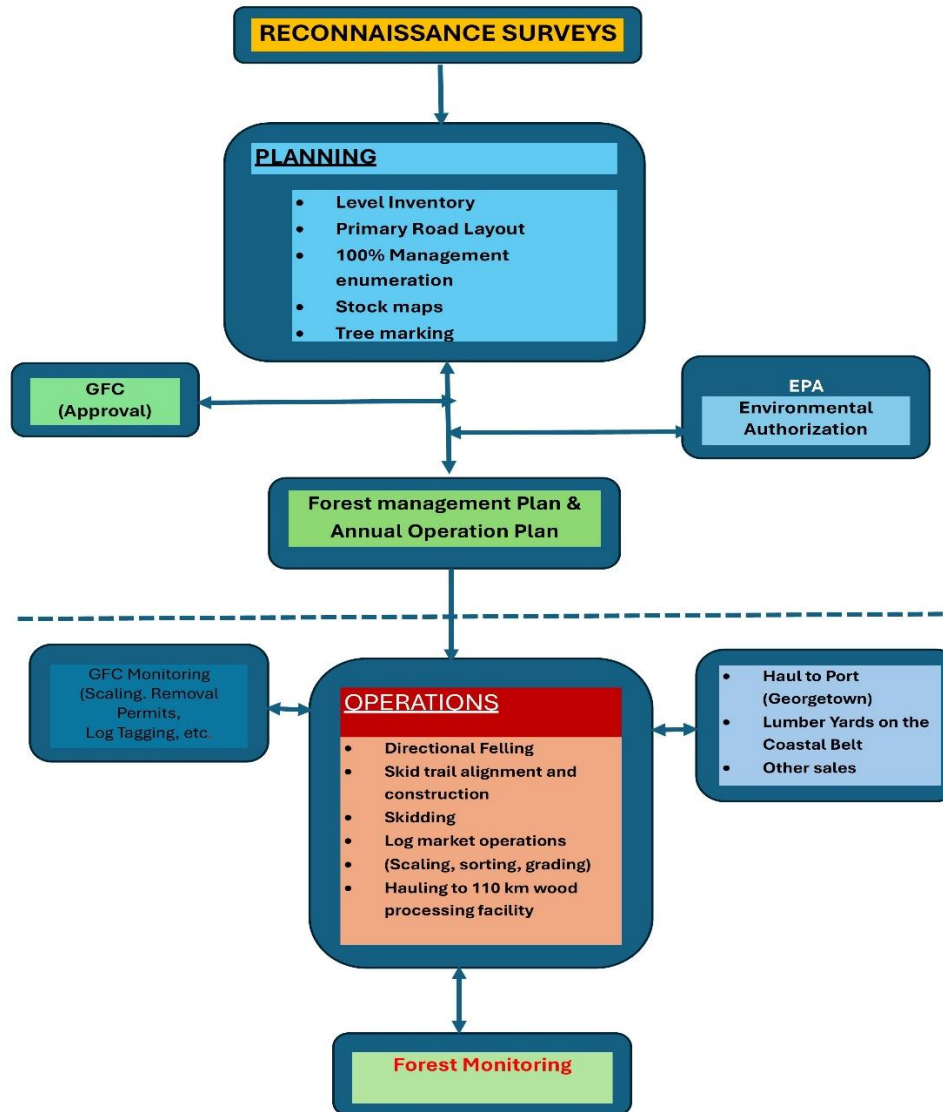 RECONNAISSANCE SURVEYS
PLANNING
• Level Inventory
• Primary Road Layout
• 100% Management
enumeration
• Stock maps
• Tree marking
GFC
(Approval)
EPA
Environmental
Authorization
Forest management Plan &
Annual Operation Plan
GFC Monitoring
(Scaling. Removal
Permits,
Log Tagging, etc.
OPERATIONS
• Directional Felling
• Skid trail alignment and
construction
• Skidding
• Log market operations
• (Scaling, sorting, grading)
• Hauling to 110 km wood
processing facility
• Haul to Port
(Georgetown)
• Lumber Yards on the
Coastal Belt
• Other sales
Forest Monitoring